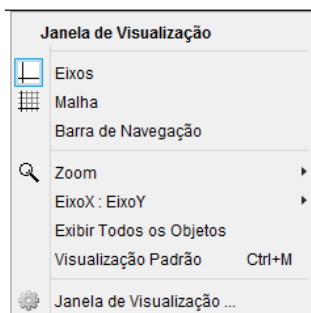 Janela de Visualização
Eixos
Malha
Barra de Navegação
Zoom
EixoX : EixoY
Exibir Todos os Objetos
Visualização Padrão Ctrl+M
Janela de Visualização ...